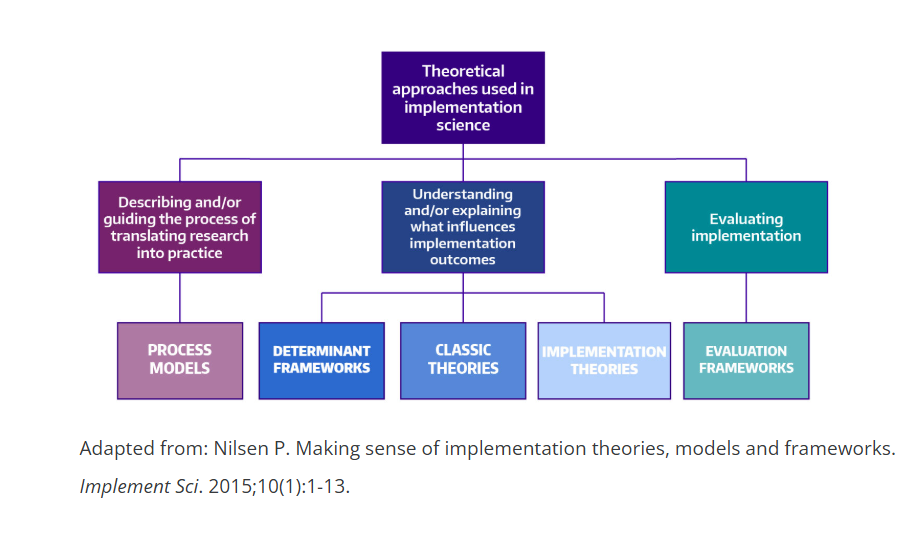 Theoretical
approaches used in
implementation
science
Describing and/or
guiding the process of
translating research
into practice
Understanding
and/or explaining
what influences
implementation
outcomes
Evaluating
implementation
PROCESS
MODELS
DETERMINANT
FRAMEWORKS
CLASSIC
THEORIES
IMPLEMENTATION
THEORIES
EVALUATION
FRAMEWORKS
Adapted from: Nilsen P. Making sense of implementation theories, models and frameworks.
Implement Sci. 2015;10(1):1-13.